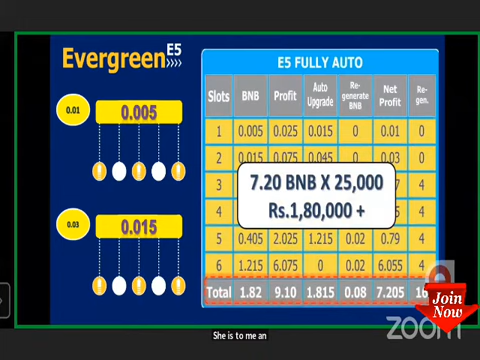 Evergreen E5 >>>>
0.01
0.005
0.03
0.015
E5 FULLY AUTO
Slots BNB Profit Auto Upgrade Re-generate BNB Net Profit Re-gen.
1 0.005 0.025 0.015 0 0.01 0
2 0.015 0.075 0.045 0 0.03 0
3 4
7.20 BNB X 25,000
Rs.1,80,000 +
4 4
5 0.405 2.025 1.215 0.02 0.79 4
6 1.215 6.075 0 0.02 6.055 4
Total 1.82 9.10 1.815 0.08 7.205 16
Join
Now
zoom
She is to me an